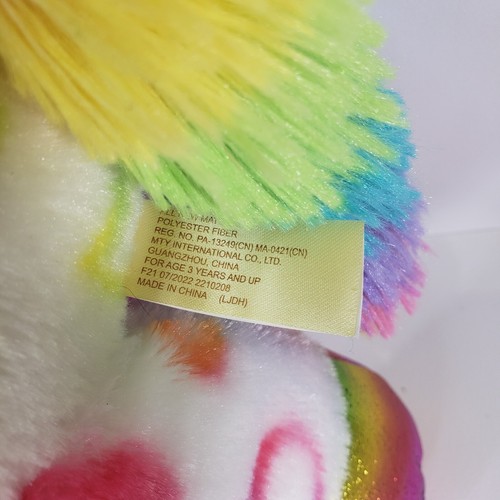 POLYESTER FIBER
REG. NO. PA-13249(CN) MA-0421(CN)
MTY INTERNATIONAL CO., LTD.
GUANGZHOU, CHINA
FOR AGE 3 YEARS AND UP
F21 07/2022 2210208
MADE IN CHINA (LJDH)